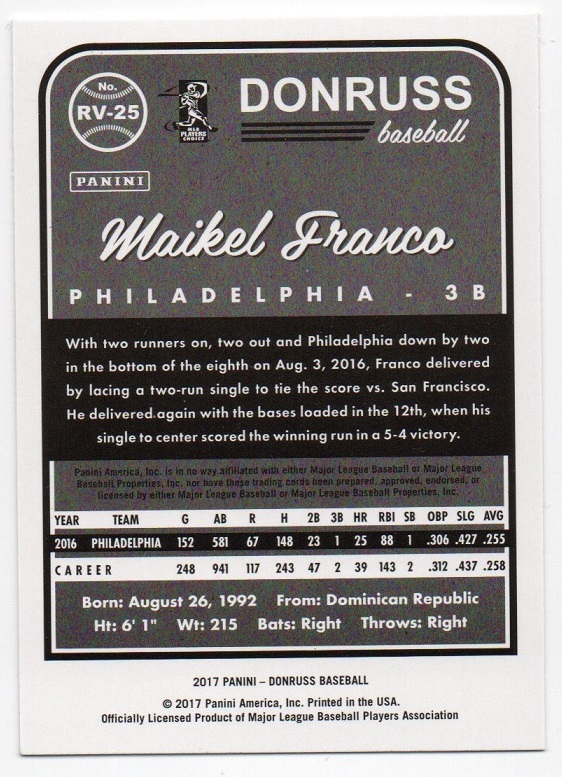 No.
RV-25
MLB
PLAYERS
CHOICE
DONRUSS
baseball
PANINI
Maikel Franco
PHILADELPHIA - 3B
With two runners on, two out and Philadelphia down by two
in the bottom of the eighth on Aug. 3, 2016, Franco delivered
by lacing a two-run single to tie the score vs. San Francisco.
He delivered again with the bases loaded in the 12th, when his
single to center scored the winning run in a 5-4 victory.
Panini America, Inc. is in no way affiliated with either Major League Baseball or Major League
Baseball Properties, Inc. nor have these trading cards been prepared, approved, endorsed, or
licensed by either Major League Baseball or Major League Baseball Properties, Inc.
YEAR TEAM G AB R H 2B 3B HR RBI SB OBP SLG AVG
2016 PHILADELPHIA 152 581 67 148 23 1 25 88 1 .306 .427 .255
CAREER 248 941 117 243 47 2 39 143 2 .312 .437 .258
Born: August 26, 1992 From: Dominican Republic
Ht: 6' 1" Wt: 215 Bats: Right Throws: Right
2017 PANINI – DONRUSS BASEBALL
© 2017 Panini America, Inc. Printed in the USA.
Officially Licensed Product of Major League Baseball Players Association